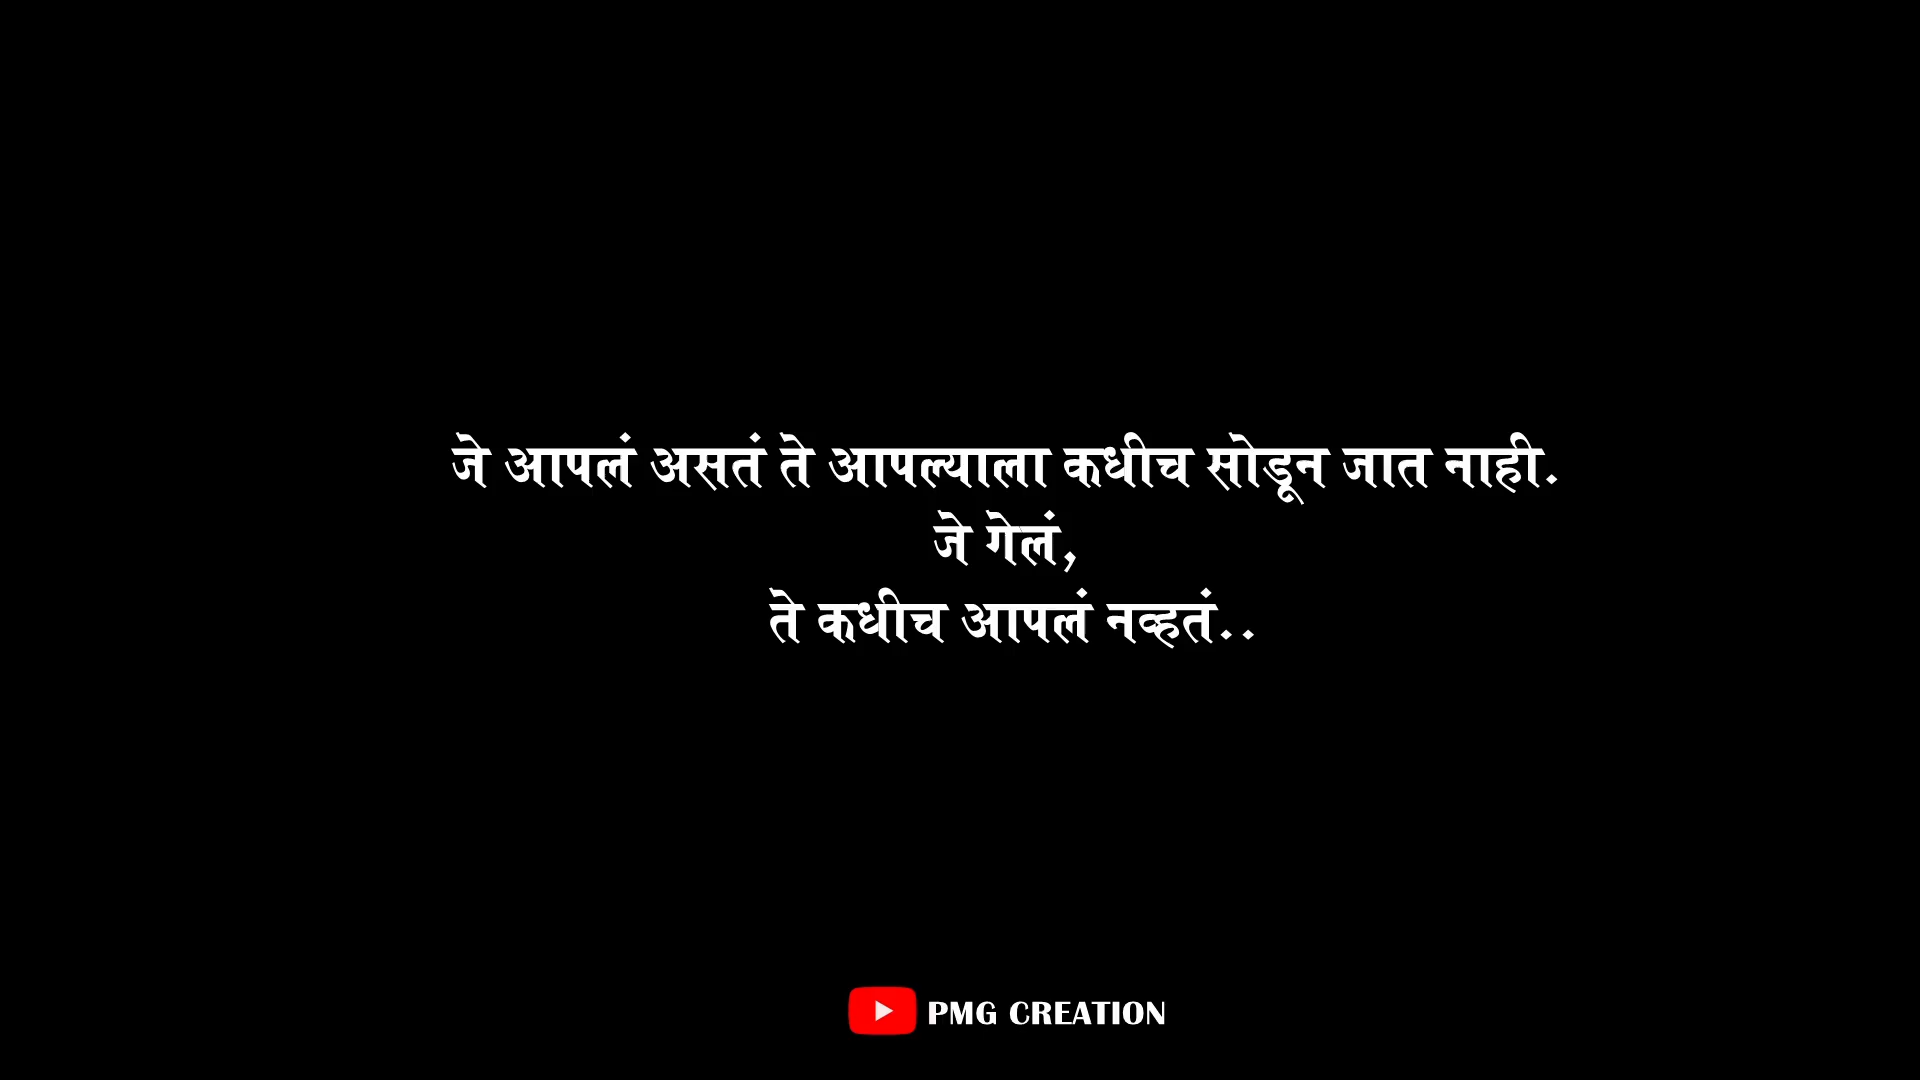 जे आपलं असतं ते आपल्याला कधीच सोडून जात नाही.
जे गेलं,
ते कधीच आपलं नव्हतं..
PMG CREATION